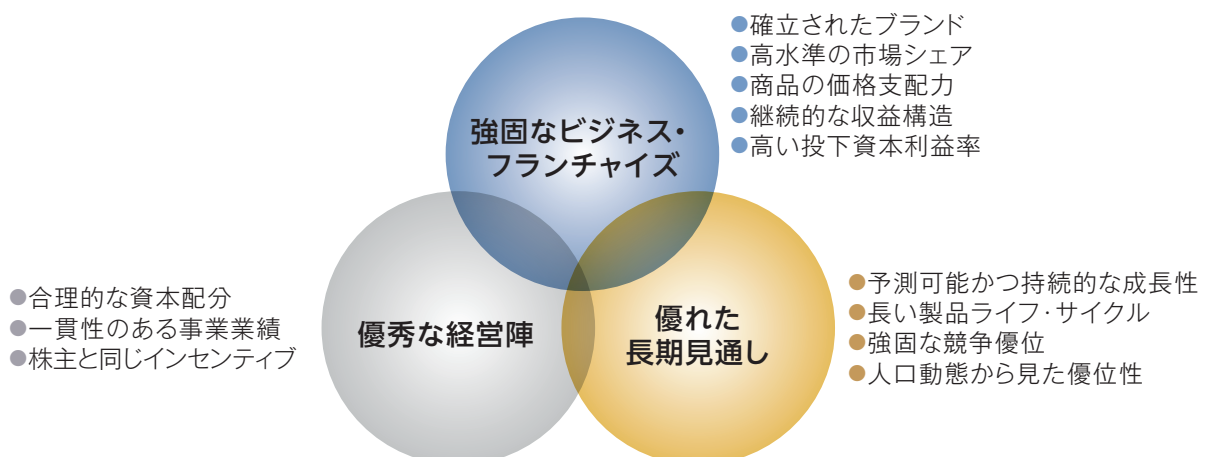 ●確立されたブランド
●高水準の市場シェア
●商品の価格支配力
●継続的な収益構造
●高い投下資本利益率
強固なビジネス・
フランチャイズ
●合理的な資本配分
●一貫性のある事業業績
●株主と同じインセンティブ
優秀な経営陣
優れた
長期見通し
●予測可能かつ持続的な成長性
●長い製品ライフ・サイクル
●強固な競争優位
●人口動態から見た優位性